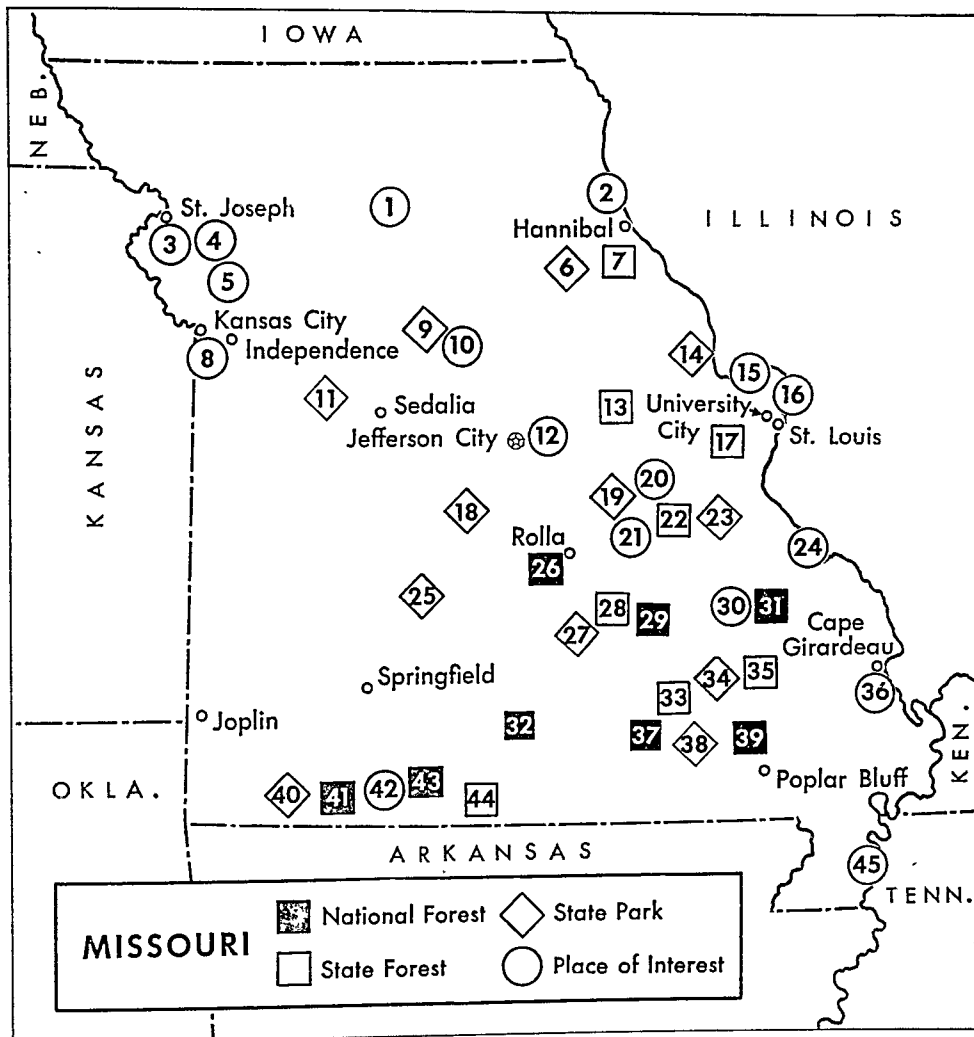 IOWA
NEB.
1
2
St. Joseph
ILLINOIS
Hannibal
3
4
5
6
7
Kansas City
Independence
8
9
10
14
KANSAS
11
Sedalia
13
15
16
University
City
St. Louis
Jefferson City
12
17
18
19
20
21
22
23
24
Rolla
26
25
27
28
29
30
31
Cape
Girardeau
Springfield
33
34
35
36
Joplin
32
37
38
39
KEN.
OKLA.
40
41
42
43
44
Poplar Bluff
ARKANSAS
45
TENN.
MISSOURI
National Forest
State Park
State Forest
Place of Interest